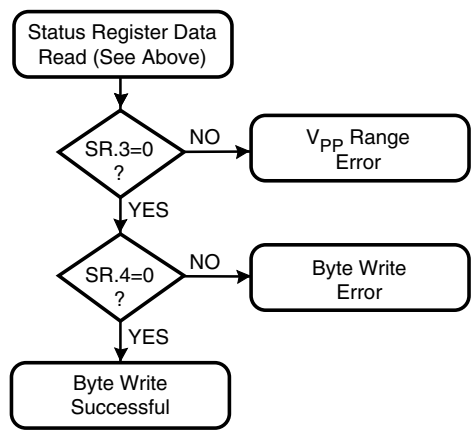 Status Register Data
Read (See Above)
SR.3=0
?
NO
V_PP Range
Error
YES
SR.4=0
?
NO
Byte Write
Error
YES
Byte Write
Successful